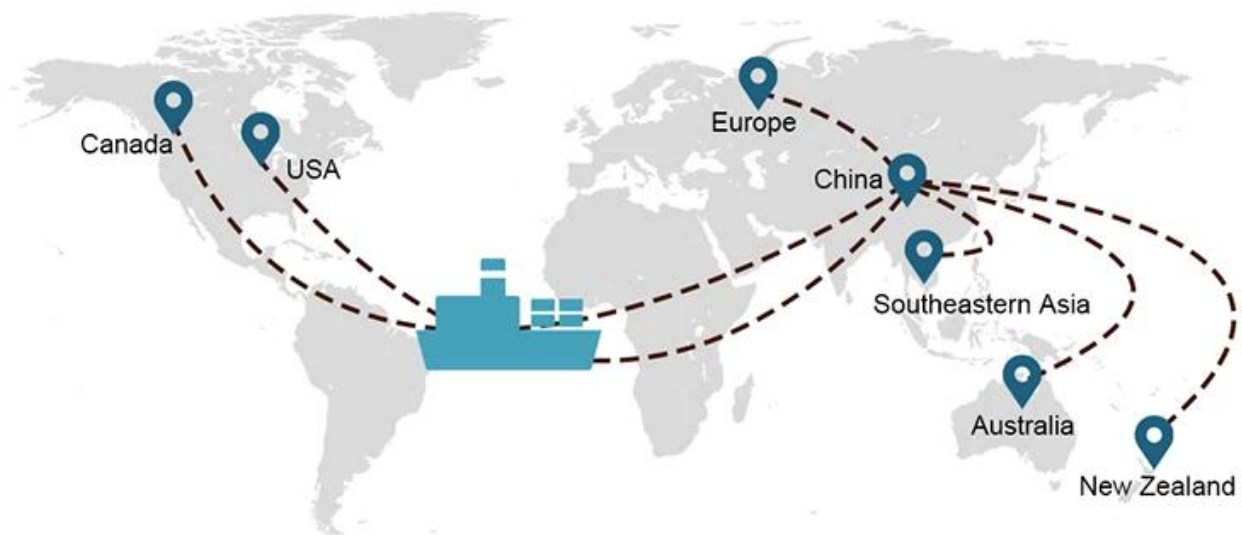 Canada
USA
Europe
China
Southeastern Asia
Australia
New Zealand